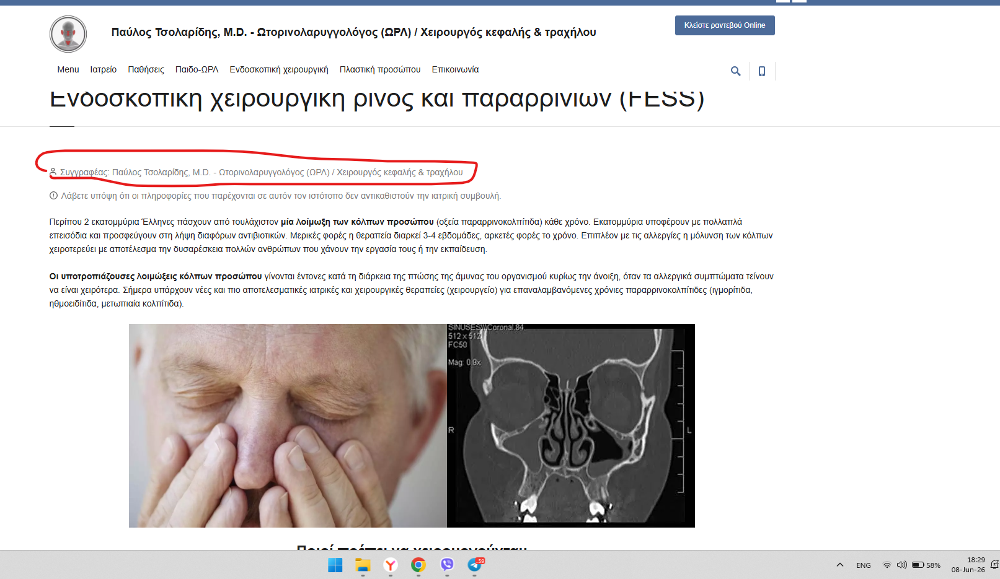 Παύλος Τσολαρίδης, M.D. - Ωτορινολαρυγγολόγος (ΩΡΛ) / Χειρουργός κεφαλής & τραχήλου
Κλείστε ραντεβού Online
Menu Ιατρείο Παθήσεις Παιδο-ΩΡΛ Ενδοσκοπική χειρουργική Πλαστική προσώπου Επικοινωνία
Ενδοσκοπική χειρουργική ρινός και παραρρινίων (FESS)
Συγγραφέας: Παύλος Τσολαρίδης, M.D. - Ωτορινολαρυγγολόγος (ΩΡΛ) / Χειρουργός κεφαλής & τραχήλου
Λάβετε υπόψη ότι οι πληροφορίες που παρέχονται σε αυτόν τον ιστότοπο δεν αντικαθιστούν την ιατρική συμβουλή.
Περίπου 2 εκατομμύρια Έλληνες πάσχουν από τουλάχιστον μία λοίμωξη των κόλπων προσώπου (οξεία παραρρινοκολπίτιδα) κάθε χρόνο. Εκατομμύρια υποφέρουν με πολλαπλά
επεισόδια και προσφεύγουν στη λήψη διαφόρων αντιβιοτικών. Μερικές φορές η θεραπεία διαρκεί 3-4 εβδομάδες, αρκετές φορές το χρόνο. Επιπλέον με τις αλλεργίες η μόλυνση των κόλπων
χειροτερεύει με αποτέλεσμα την δυσαρέσκεια πολλών ανθρώπων που χάνουν την εργασία τους ή την εκπαίδευση.
Οι υποτροπιάζουσες λοιμώξεις κόλπων προσώπου γίνονται έντονες κατά τη διάρκεια της πτώσης της άμυνας του οργανισμού κυρίως την άνοιξη, όταν τα αλλεργικά συμπτώματα τείνουν
να είναι χειρότερα. Σήμερα υπάρχουν νέες και πιο αποτελεσματικές ιατρικές και χειρουργικές θεραπείες (χειρουργείο) για επαναλαμβανόμενες χρόνιες παραρρινοκολπίτιδες (ιγμορίτιδα,
ηθμοειδίτιδα, μετωπιαία κολπίτιδα).
SINUSES\\\Coronal.84
512 x 512
FC50
Mag: 0.9x
R
L
Ποιοί πρέπει να χειρουργούνται
59
ENG
58%
18:29
08-Jun-26